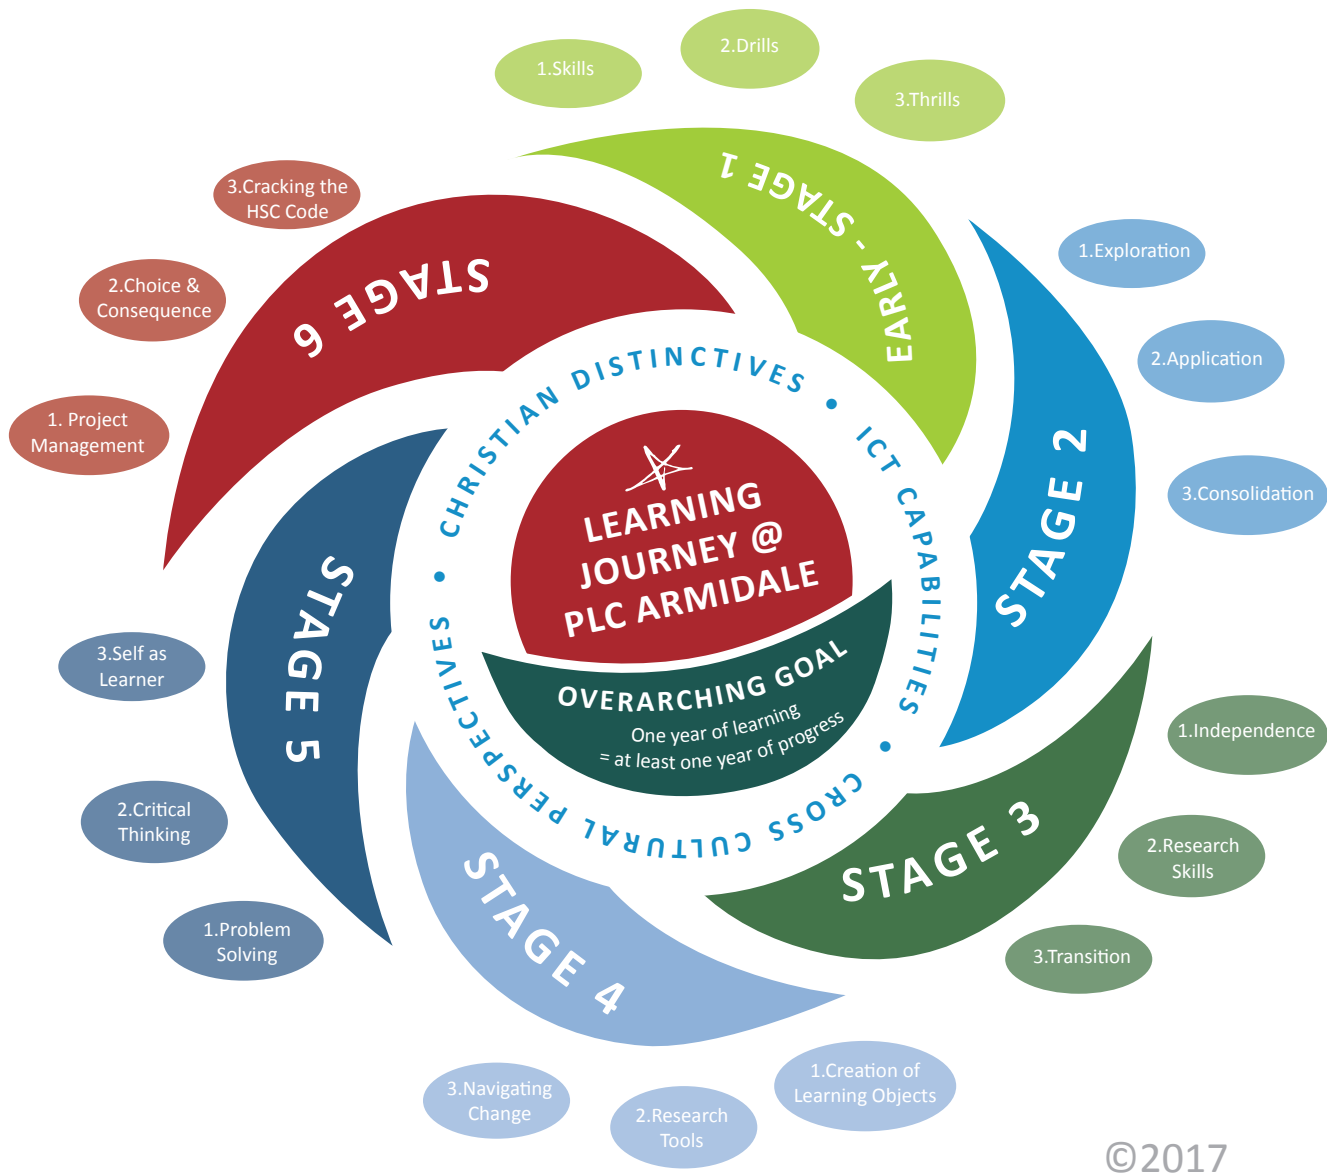 LEARNING
JOURNEY @
PLC ARMIDALE
OVERARCHING GOAL
One year of learning
= at least one year of progress
CHRISTIAN DISTINCTIVES • ICT CAPABILITIES • CROSS CULTURAL PERSPECTIVES •
EARLY - STAGE 1
1.Skills
2.Drills
3.Thrills
STAGE 2
1.Exploration
2.Application
3.Consolidation
STAGE 3
1.Independence
2.Research
Skills
3.Transition
STAGE 4
1.Creation of
Learning Objects
2.Research
Tools
3.Navigating
Change
STAGE 5
1.Problem
Solving
2.Critical
Thinking
3.Self as
Learner
STAGE 6
1. Project
Management
2.Choice &
Consequence
3.Cracking the
HSC Code
©2017